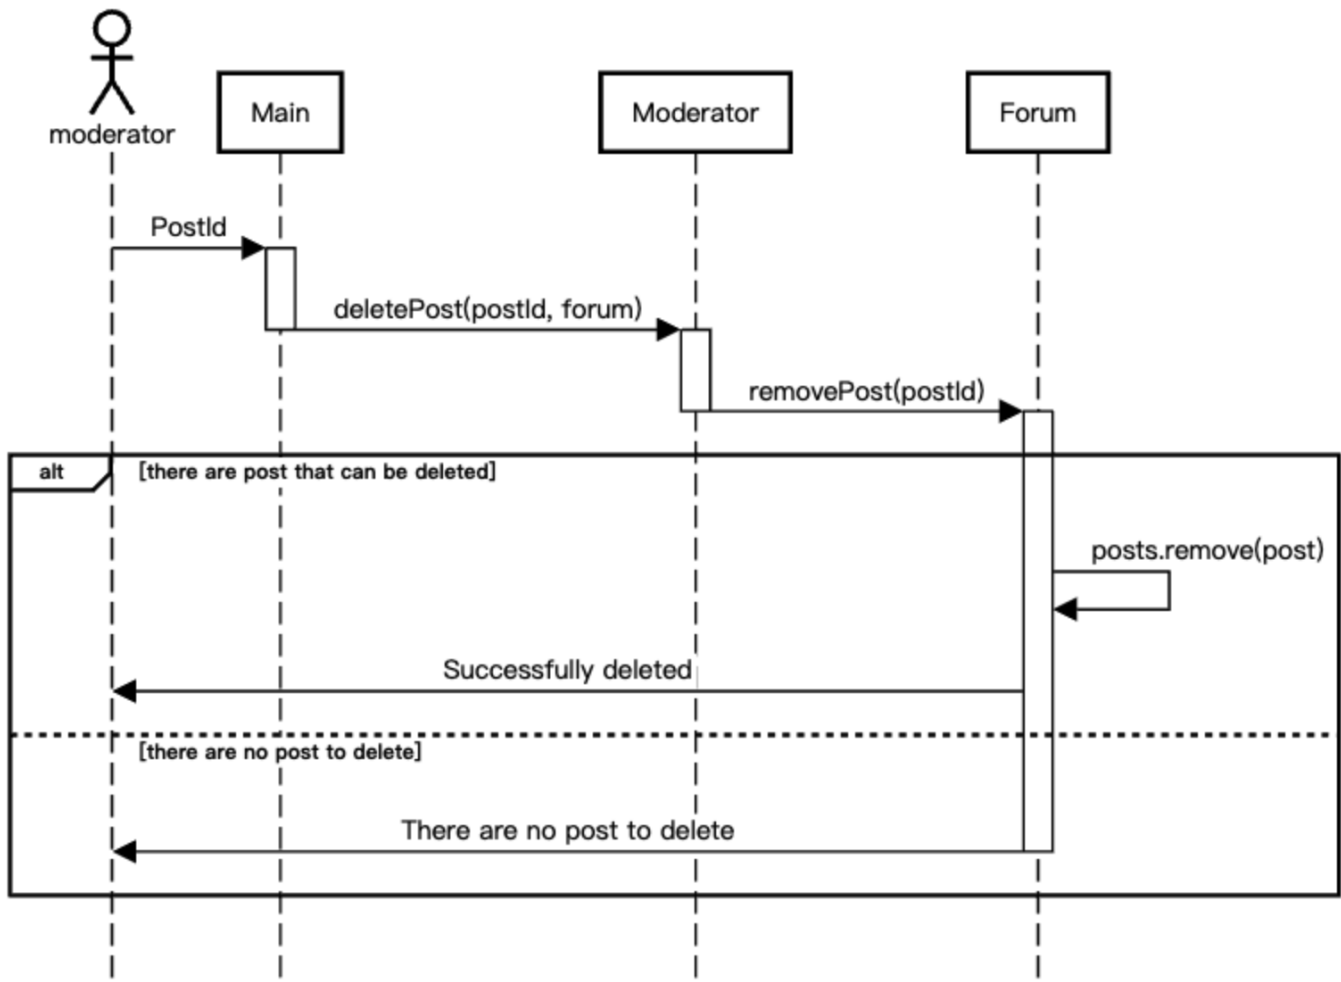 moderator
Main
Moderator
Forum
PostId
deletePost(postId, forum)
removePost(postId)
alt
[there are post that can be deleted]
posts.remove(post)
Successfully deleted
[there are no post to delete]
There are no post to delete